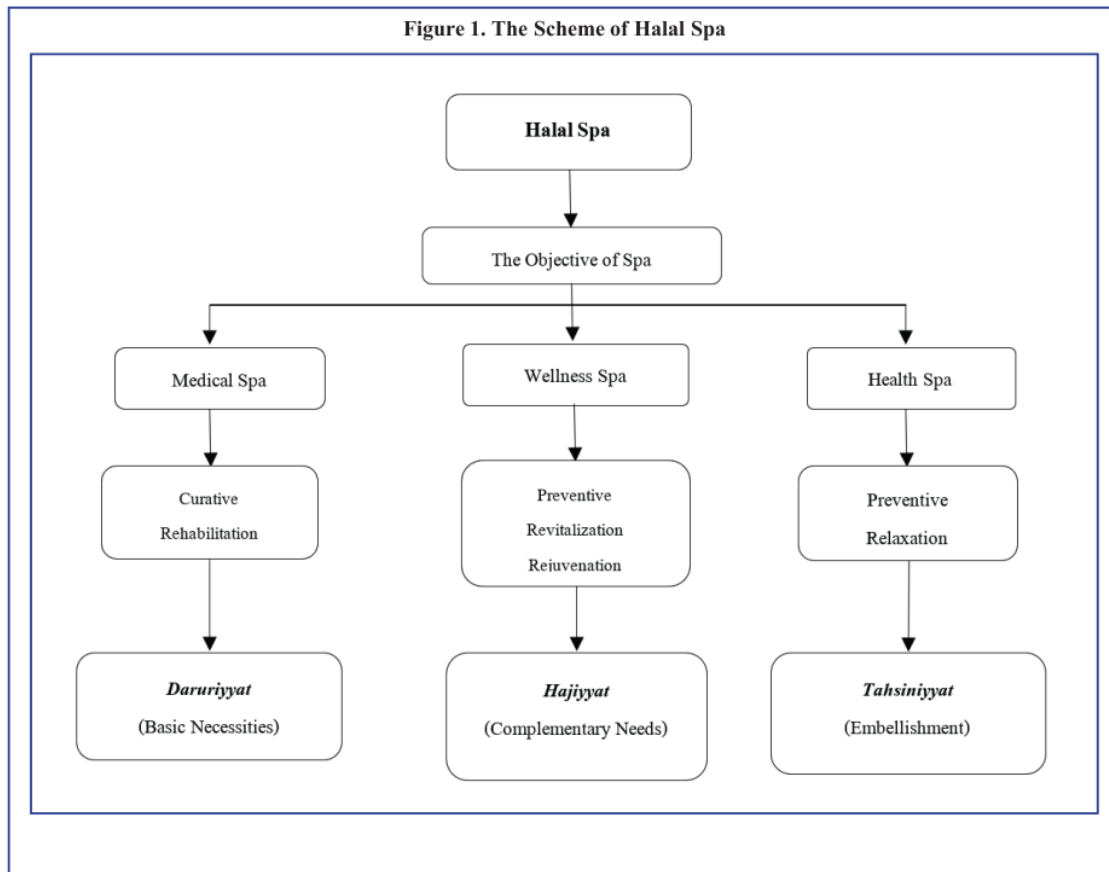 Figure 1. The Scheme of Halal Spa
Halal Spa
The Objective of Spa
Medical Spa
Wellness Spa
Health Spa
Curative
Rehabilitation
Preventive
Revitalization
Rejuvenation
Preventive
Relaxation
Daruriyyat
(Basic Necessities)
Hajiyyat
(Complementary Needs)
Tahsiniyyat
(Embellishment)